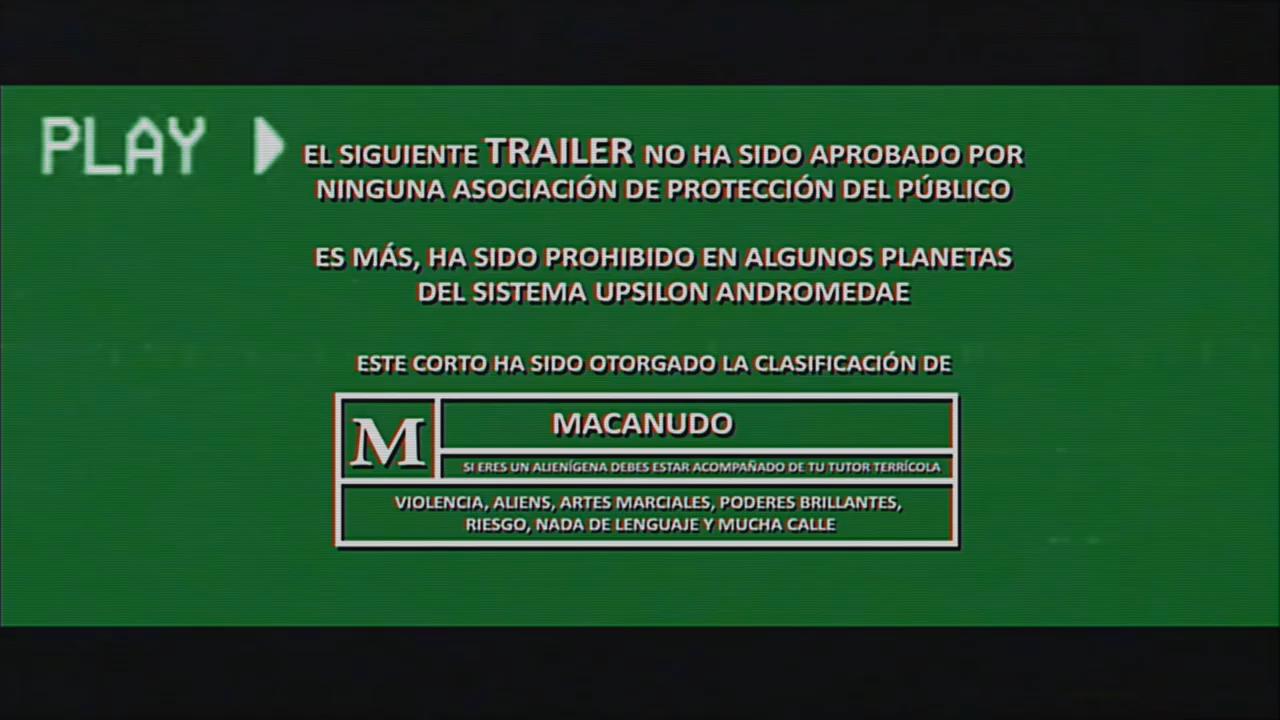 PLAY
EL SIGUIENTE TRAILER NO HA SIDO APROBADO POR
NINGUNA ASOCIACIÓN DE PROTECCIÓN DEL PÚBLICO
ES MÁS, HA SIDO PROHIBIDO EN ALGUNOS PLANETAS
DEL SISTEMA UPSILON ANDROMEDAE
ESTE CORTO HA SIDO OTORGADO LA CLASIFICACIÓN DE
M
MACANUDO
SI ERES UN ALIENÍGENA DEBES ESTAR ACOMPAÑADO DE TU TUTOR TERRÍCOLA
VIOLENCIA, ALIENS, ARTES MARCIALES, PODERES BRILLANTES,
RIESGO, NADA DE LENGUAJE Y MUCHA CALLE